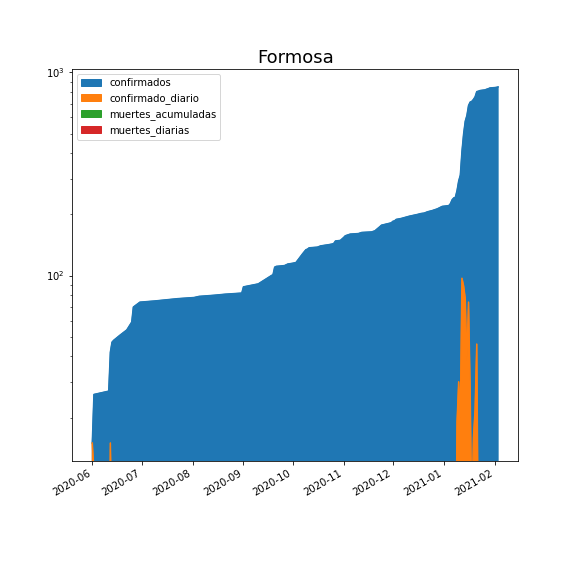 Formosa
10³
confirmados
confirmado_diario
muertes_acumuladas
muertes_diarias
10²
2020-06 2020-07 2020-08 2020-09 2020-10 2020-11 2020-12 2021-01 2021-02